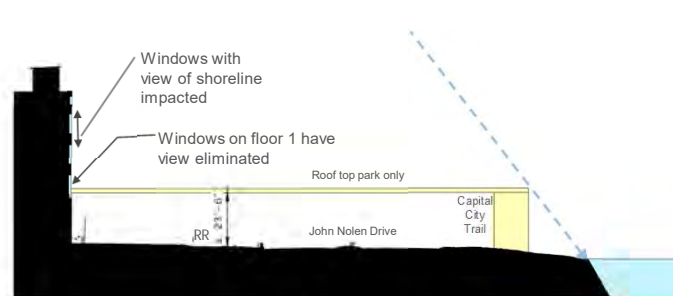 Windows with
view of shoreline
impacted
Windows on floor 1 have
view eliminated
Roof top park only
Capital
City
Trail
23'-6"
RR
John Nolen Drive